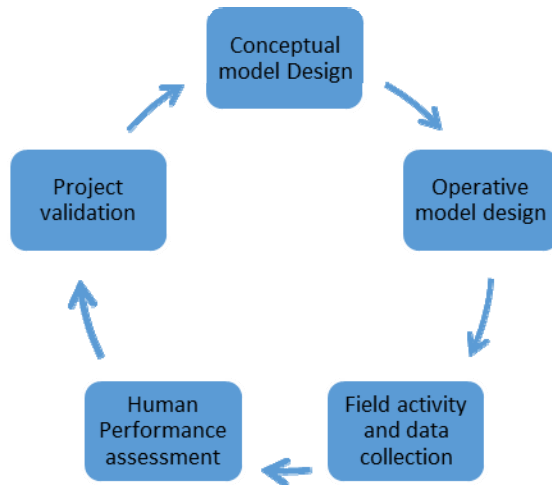 Conceptual
model Design
Operative
model design
Field activity
and data
collection
Human
Performance
assessment
Project
validation